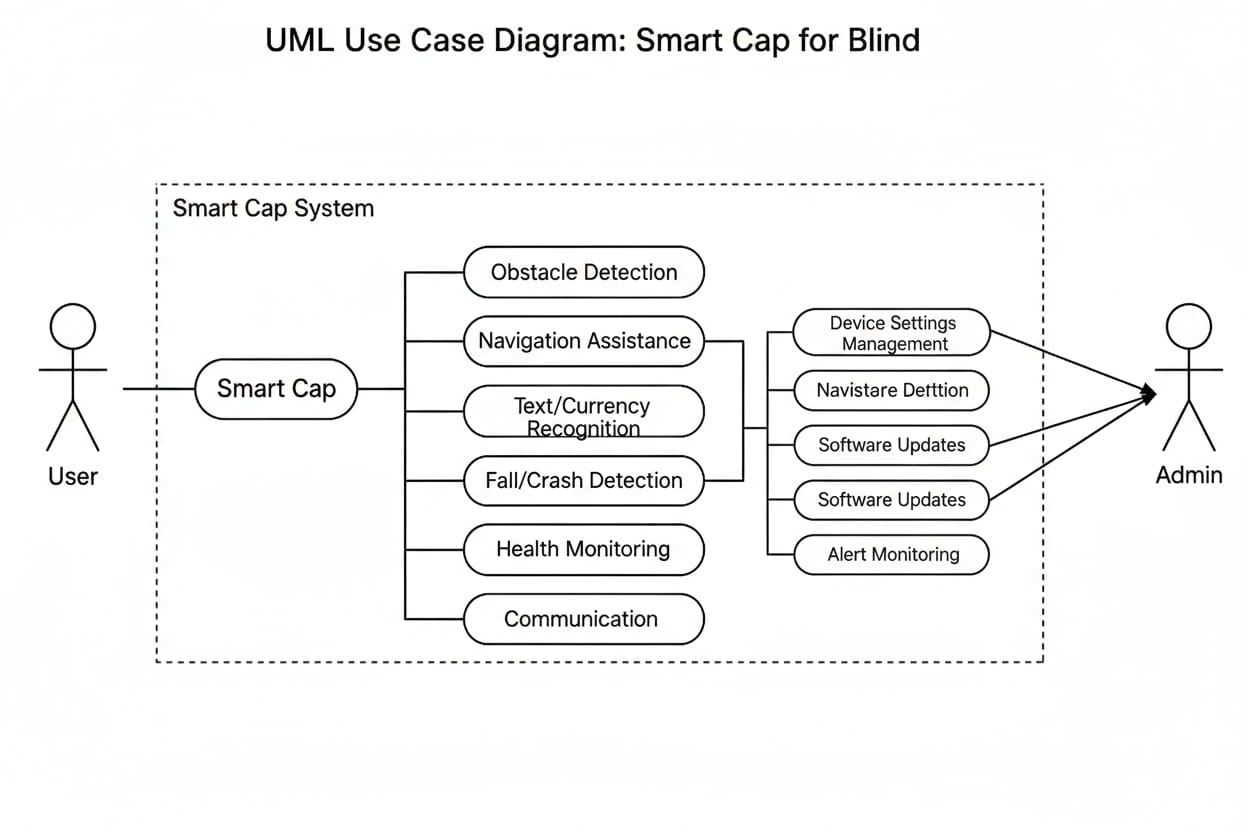 UML Use Case Diagram: Smart Cap for Blind
Smart Cap System
User
Smart Cap
Obstacle Detection
Navigation Assistance
Text/Currency
Recognition
Fall/Crash Detection
Health Monitoring
Communication
Device Settings
Management
Navistare Detttion
Software Updates
Software Updates
Alert Monitoring
Admin